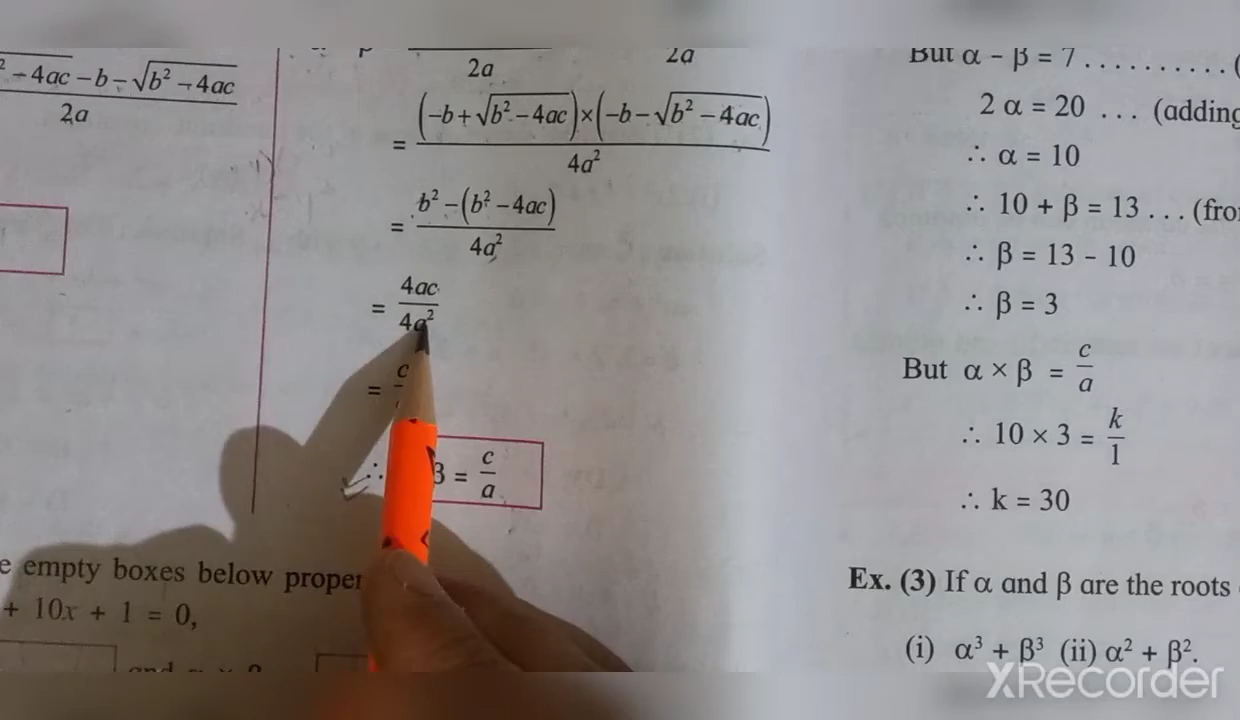 ² − 4ac − b − √b² − 4ac
2a
2a 2a
= (−b + √b² − 4ac) × (−b − √b² − 4ac)
4a²
= b² − (b² − 4ac)
4a²
= 4ac
4a²
= c
∴ β = c
a
e empty boxes below proper
+ 10x + 1 = 0,
But α − β = 7 . . . . . . . . . . (
2 α = 20 . . . (adding
∴ α = 10
∴ 10 + β = 13 . . . (fro
∴ β = 13 - 10
∴ β = 3
But α × β = c
a
∴ 10 × 3 = k
1
∴ k = 30
Ex. (3) If α and β are the roots
(i) α³ + β³ (ii) α² + β².
XRecorder